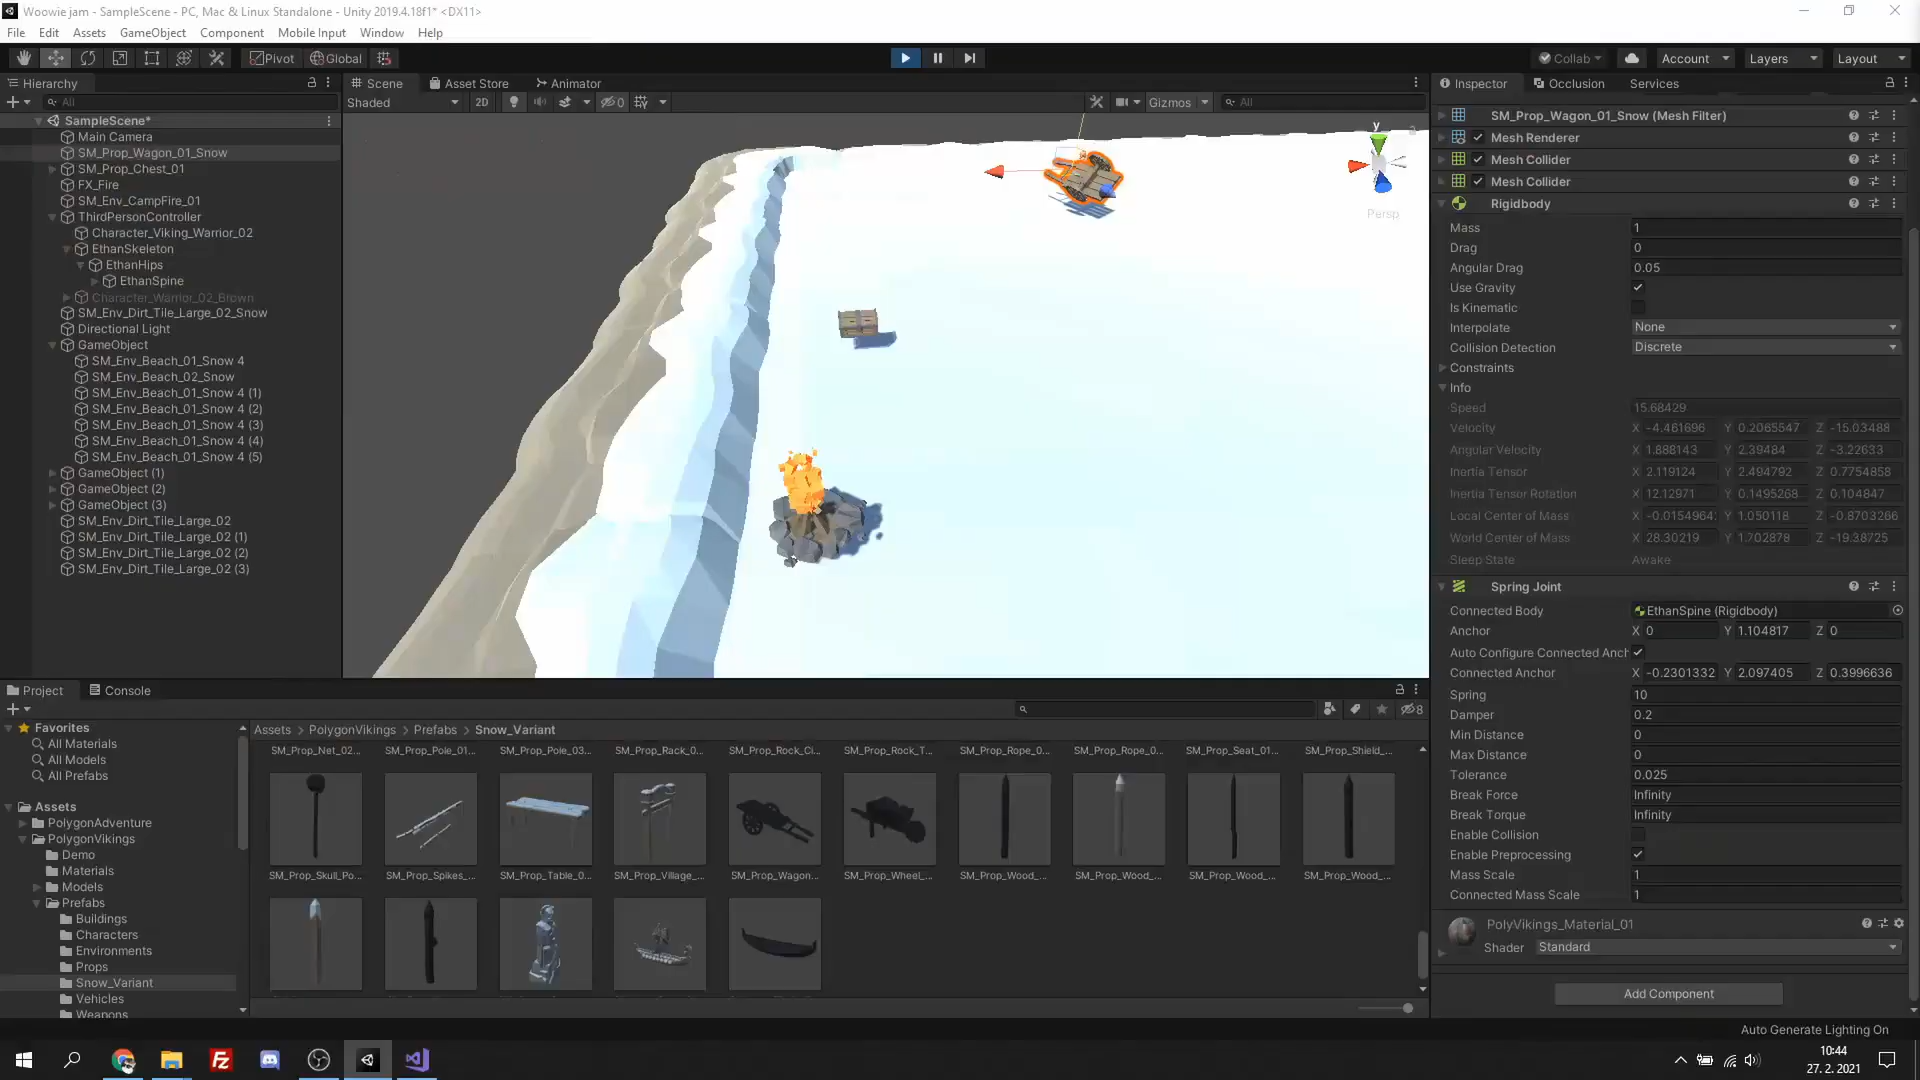 Woowie jam - SampleScene - PC, Mac & Linux Standalone - Unity 2019.4.18f1* <DX11>
File Edit Assets GameObject Component Mobile Input Window Help
Pivot Global Collab Account Layers Layout
Hierarchy
All
SampleScene*
Main Camera
SM_Prop_Wagon_01_Snow
SM_Prop_Chest_01
FX_Fire
SM_Env_CampFire_01
ThirdPersonController
Character_Viking_Warrior_02
EthanSkeleton
EthanHips
EthanSpine
Character_Warrior_02_Brown
SM_Env_Dirt_Tile_Large_02_Snow
Directional Light
GameObject
SM_Env_Beach_01_Snow 4
SM_Env_Beach_02_Snow
SM_Env_Beach_01_Snow 4 (1)
SM_Env_Beach_01_Snow 4 (2)
SM_Env_Beach_01_Snow 4 (3)
SM_Env_Beach_01_Snow 4 (4)
SM_Env_Beach_01_Snow 4 (5)
GameObject (1)
GameObject (2)
GameObject (3)
SM_Env_Dirt_Tile_Large_02
SM_Env_Dirt_Tile_Large_02 (1)
SM_Env_Dirt_Tile_Large_02 (2)
SM_Env_Dirt_Tile_Large_02 (3)
Scene Asset Store Animator
Shaded 2D 0 Gizmos All
y
Persp
Inspector Occlusion Services
SM_Prop_Wagon_01_Snow (Mesh Filter)
Mesh Renderer
Mesh Collider
Mesh Collider
Rigidbody
Mass 1
Drag 0
Angular Drag 0.05
Use Gravity
Is Kinematic
Interpolate None
Collision Detection Discrete
Constraints
Info
Speed 15.68429
Velocity X -4.461696 Y 0.2065547 Z -15.03488
Angular Velocity X 1.888143 Y 2.39484 Z -3.22633
Inertia Tensor X 2.119124 Y 2.494792 Z 0.7754858
Inertia Tensor Rotation X 12.12971 Y 0.1495268 Z 0.104847
Local Center of Mass X -0.0154964 Y 1.050118 Z -0.8703266
World Center of Mass X 28.30219 Y 1.702878 Z -19.38725
Sleep State Awake
Spring Joint
Connected Body EthanSpine (Rigidbody)
Anchor X 0 Y 1.104817 Z 0
Auto Configure Connected Anch
Connected Anchor X -0.2301332 Y 2.097405 Z 0.3996636
Spring 10
Damper 0.2
Min Distance 0
Max Distance 0
Tolerance 0.025
Break Force Infinity
Break Torque Infinity
Enable Collision
Enable Preprocessing
Mass Scale 1
Connected Mass Scale 1
PolyVikings_Material_01
Shader Standard
Add Component
Project Console
8
Favorites
All Materials
All Models
All Prefabs
Assets
PolygonAdventure
PolygonVikings
Demo
Materials
Models
Prefabs
Buildings
Characters
Environments
Props
Snow_Variant
Vehicles
Weapons
Assets PolygonVikings Prefabs Snow_Variant
SM_Prop_Net_02... SM_Prop_Pole_01... SM_Prop_Pole_03... SM_Prop_Rack_0... SM_Prop_Rock_Ci... SM_Prop_Rock_T... SM_Prop_Rope_0... SM_Prop_Rope_0... SM_Prop_Seat_01... SM_Prop_Shield_...
SM_Prop_Skull_Po... SM_Prop_Spikes_... SM_Prop_Table_0... SM_Prop_Village_... SM_Prop_Wagon... SM_Prop_Wheel_... SM_Prop_Wood_... SM_Prop_Wood_... SM_Prop_Wood_... SM_Prop_Wood_...
Auto Generate Lighting On
10:44
27. 2. 2021